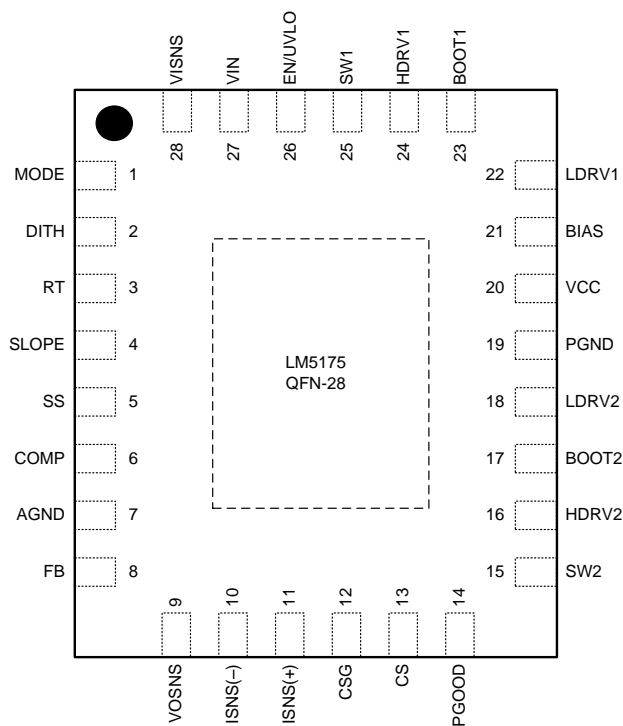 VISNS
VIN
EN/UVLO
SW1
HDRV1
BOOT1
28
27
26
25
24
23
MODE 1
DITH 2
RT 3
SLOPE 4
SS 5
COMP 6
AGND 7
FB 8
LM5175
QFN-28
22 LDRV1
21 BIAS
20 VCC
19 PGND
18 LDRV2
17 BOOT2
16 HDRV2
15 SW2
9
10
11
12
13
14
VOSNS
ISNS(–)
ISNS(+)
CSG
CS
PGOOD